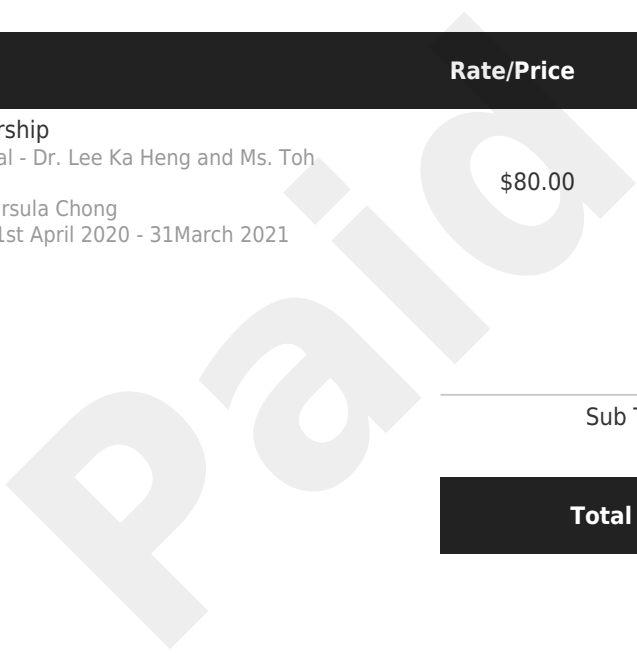 Rate/Price
rship
al - Dr. Lee Ka Heng and Ms. Toh
$80.00
rsula Chong
1st April 2020 - 31March 2021
Sub T
Total
Paid